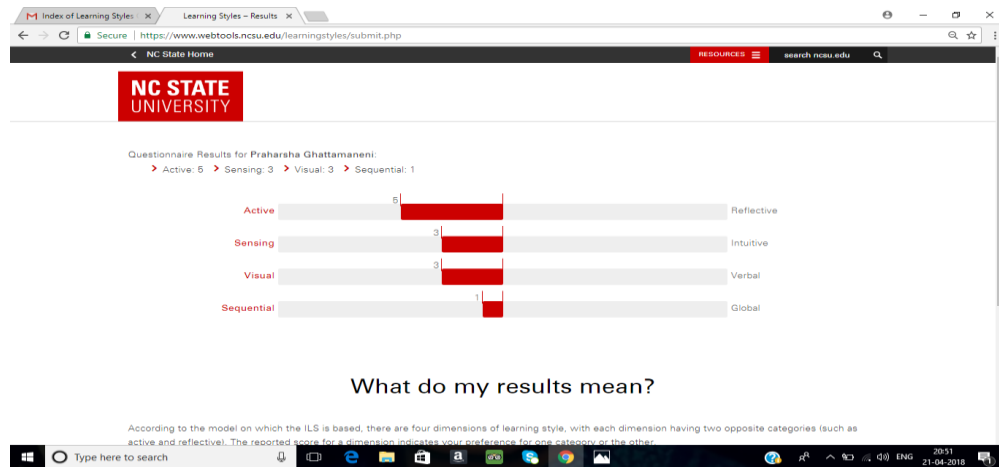 Index of Learning Styles
Learning Styles – Results
Secure | https://www.webtools.ncsu.edu/learningstyles/submit.php
NC State Home
RESOURCES
search ncsu.edu
NC STATE
UNIVERSITY
Questionnaire Results for Praharsha Ghattamaneni:
Active: 5 Sensing: 3 Visual: 3 Sequential: 1
5
Active Reflective
3
Sensing Intuitive
3
Visual Verbal
1
Sequential Global
What do my results mean?
According to the model on which the ILS is based, there are four dimensions of learning style, with each dimension having two opposite categories (such as
active and reflective). The reported score for a dimension indicates your preference for one category or the other.
Type here to search
a
ENG
20:51
21-04-2018